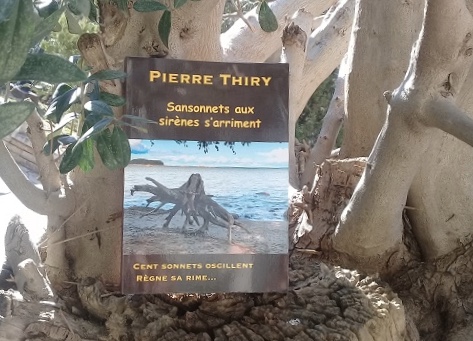 PIERRE THIRY
Sansonnets aux
sirènes s'arriment
CENT SONNETS OSCILLENT
RÈGNE SA RIME...